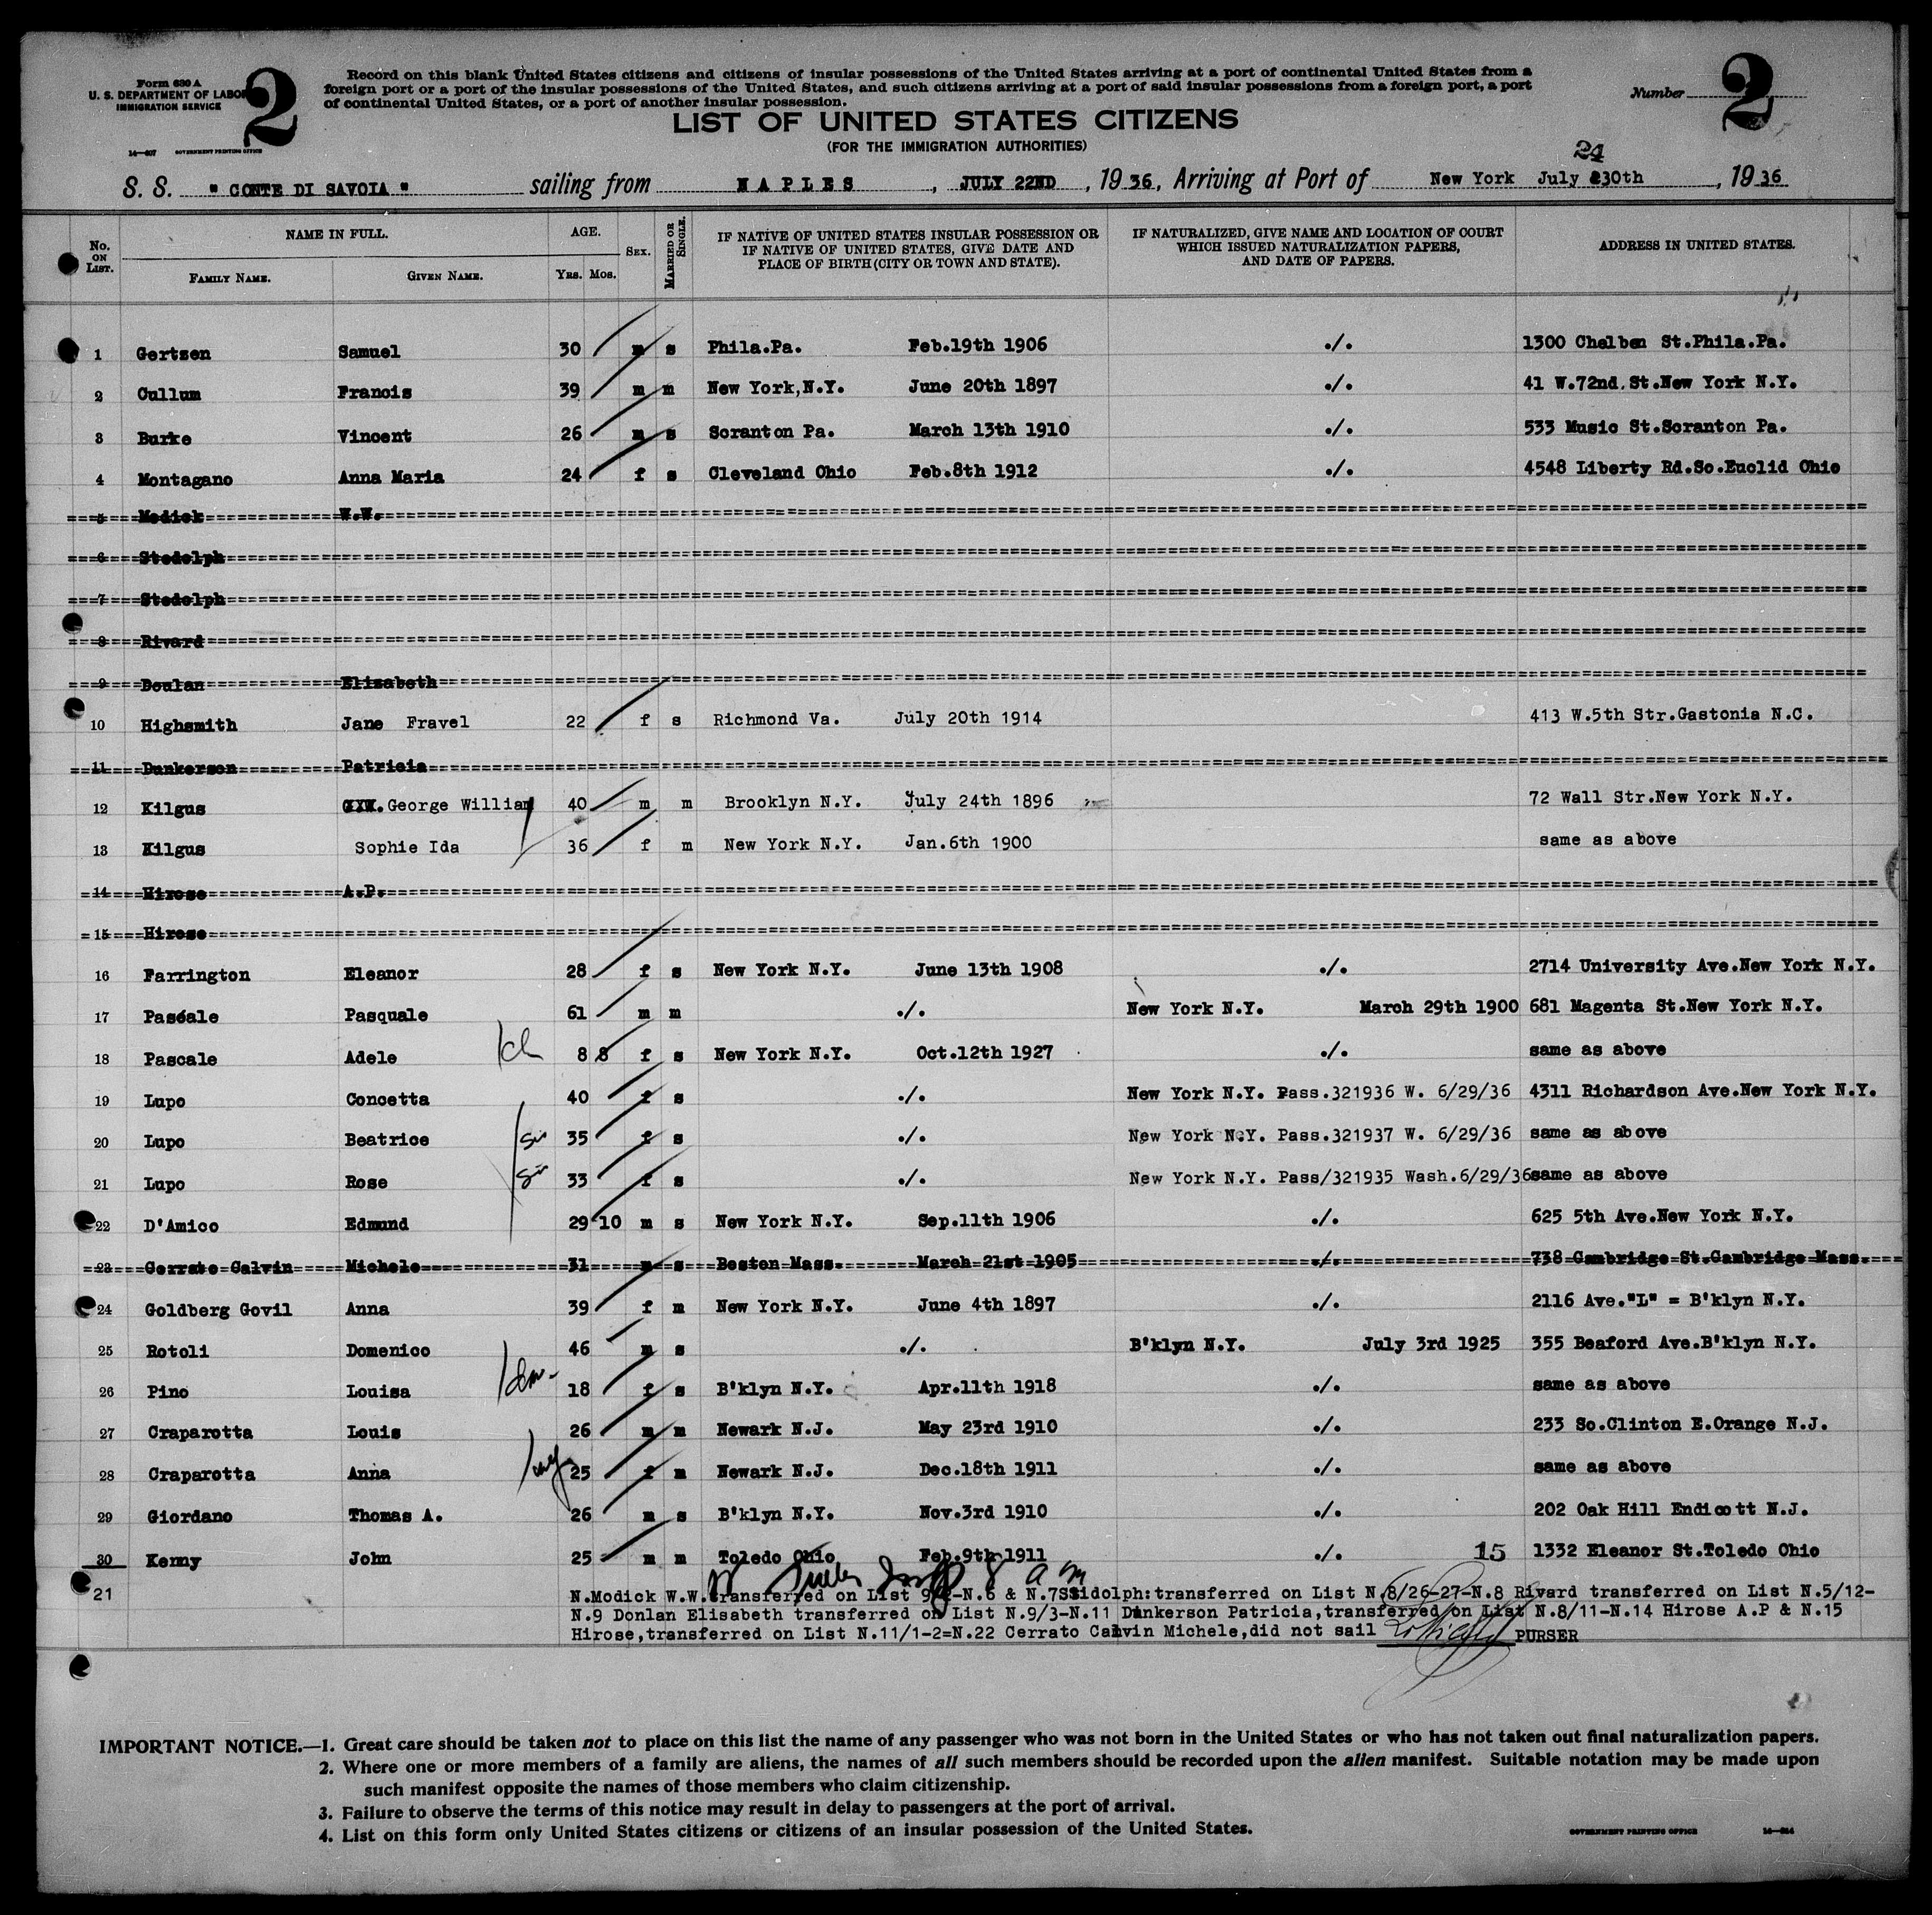 Form 630 A
U. S. DEPARTMENT OF LABOR
IMMIGRATION SERVICE
2
14—407 GOVERNMENT PRINTING OFFICE
Record on this blank United States citizens and citizens of insular possessions of the United States arriving at a port of continental United States from a
foreign port or a port of the insular possessions of the United States, and such citizens arriving at a port of said insular possessions from a foreign port, a port
of continental United States, or a port of another insular possession.
Number 2
LIST OF UNITED STATES CITIZENS
(FOR THE IMMIGRATION AUTHORITIES)
24
S. S. " CONTE DI SAVOIA " sailing from NAPLES , JULY 22ND , 1936, Arriving at Port of New York July 30th , 1936
No. ON LIST. NAME IN FULL. FAMILY NAME. GIVEN NAME. AGE. YRS. MOS. SEX. MARRIED OR SINGLE. IF NATIVE OF UNITED STATES INSULAR POSSESSION OR IF NATIVE OF UNITED STATES, GIVE DATE AND PLACE OF BIRTH (CITY OR TOWN AND STATE). IF NATURALIZED, GIVE NAME AND LOCATION OF COURT WHICH ISSUED NATURALIZATION PAPERS, AND DATE OF PAPERS. ADDRESS IN UNITED STATES.
1 Gertzen Samuel 30 m s Phila.Pa. Feb.19th 1906 ./. 1300 Chelben St.Phila.Pa.
2 Cullum Francis 39 m m New York,N.Y. June 20th 1897 ./. 41 W.72nd.St.New York N.Y.
3 Burke Vincent 26 m s Scranton Pa. March 13th 1910 ./. 533 Music St.Scranton Pa.
4 Montagano Anna Maria 24 f s Cleveland Ohio Feb.8th 1912 ./. 4548 Liberty Rd.So.Euclid Ohio
5 Modick W.W.
6 Stedolph
7 Stedolph
8 Rivard
9 Doulan Elisabeth
10 Highsmith Jane Fravel 22 f s Richmond Va. July 20th 1914 413 W.5th Str.Gastonia N.C.
11 Dunkerson Patricia
12 Kilgus George William 40 m m Brooklyn N.Y. July 24th 1896 72 Wall Str.New York N.Y.
13 Kilgus Sophie Ida 36 f m New York N.Y. Jan.6th 1900 same as above
14 Hirose A.P.
15 Hirose
16 Farrington Eleanor 28 f s New York N.Y. June 13th 1908 ./. 2714 University Ave.New York N.Y.
17 Pascale Pasquale 61 m m ./. New York N.Y. March 29th 1900 681 Magenta St.New York N.Y.
18 Pascale Adele ch 8 8 f s New York N.Y. Oct.12th 1927 ./. same as above
19 Lupo Concetta 40 f s ./. New York N.Y. Pass.321936 W. 6/29/36 4311 Richardson Ave.New York N.Y.
20 Lupo Beatrice sis 35 f s ./. New York N.Y. Pass.321937 W. 6/29/36 same as above
21 Lupo Rose sis 33 f s ./. New York N.Y. Pass/321935 Wash.6/29/36 same as above
22 D'Amico Edmund 29 10 m s New York N.Y. Sep.11th 1906 ./. 625 5th Ave.New York N.Y.
23 Cerrato Calvin Michele 31 m s Boston Mass. March 21st 1905 ./. 738 Cambridge St.Cambridge Mass.
24 Goldberg Govil Anna 39 f m New York N.Y. June 4th 1897 ./. 2116 Ave."L" = B'klyn N.Y.
25 Rotoli Domenico 46 m s ./. B'klyn N.Y. July 3rd 1925 355 Beaford Ave.B'klyn N.Y.
26 Pino Louisa 18 f s B'klyn N.Y. Apr.11th 1918 ./. same as above
27 Craparotta Louis 26 m m Newark N.J. May 23rd 1910 ./. 233 So.Clinton E.Orange N.J.
28 Craparotta Anna 25 f m Newark N.J. Dec.18th 1911 ./. same as above
29 Giordano Thomas A. 26 m s B'klyn N.Y. Nov.3rd 1910 ./. 202 Oak Hill Endicott N.J.
30 Kenny John 25 m m Toledo Ohio Feb.9th 1911 ./. 15 1332 Eleanor St.Toledo Ohio
21
N.Modick W.W.transferred on List N.6 & N.7 Stidolph:transferred on List N.8/26-27-N.8 Rivard transferred on List N.5/12-
N.9 Donlan Elisabeth transferred on List N.9/3-N.11 Dunkerson Patricia,transferred on List N.8/11-N.14 Hirose A.P & N.15
Hirose,transferred on List N.11/1-2=N.22 Cerrato Calvin Michele,did not sail PURSER
IMPORTANT NOTICE.—1. Great care should be taken not to place on this list the name of any passenger who was not born in the United States or who has not taken out final naturalization papers.
2. Where one or more members of a family are aliens, the names of all such members should be recorded upon the alien manifest. Suitable notation may be made upon
such manifest opposite the names of those members who claim citizenship.
3. Failure to observe the terms of this notice may result in delay to passengers at the port of arrival.
4. List on this form only United States citizens or citizens of an insular possession of the United States.
GOVERNMENT PRINTING OFFICE